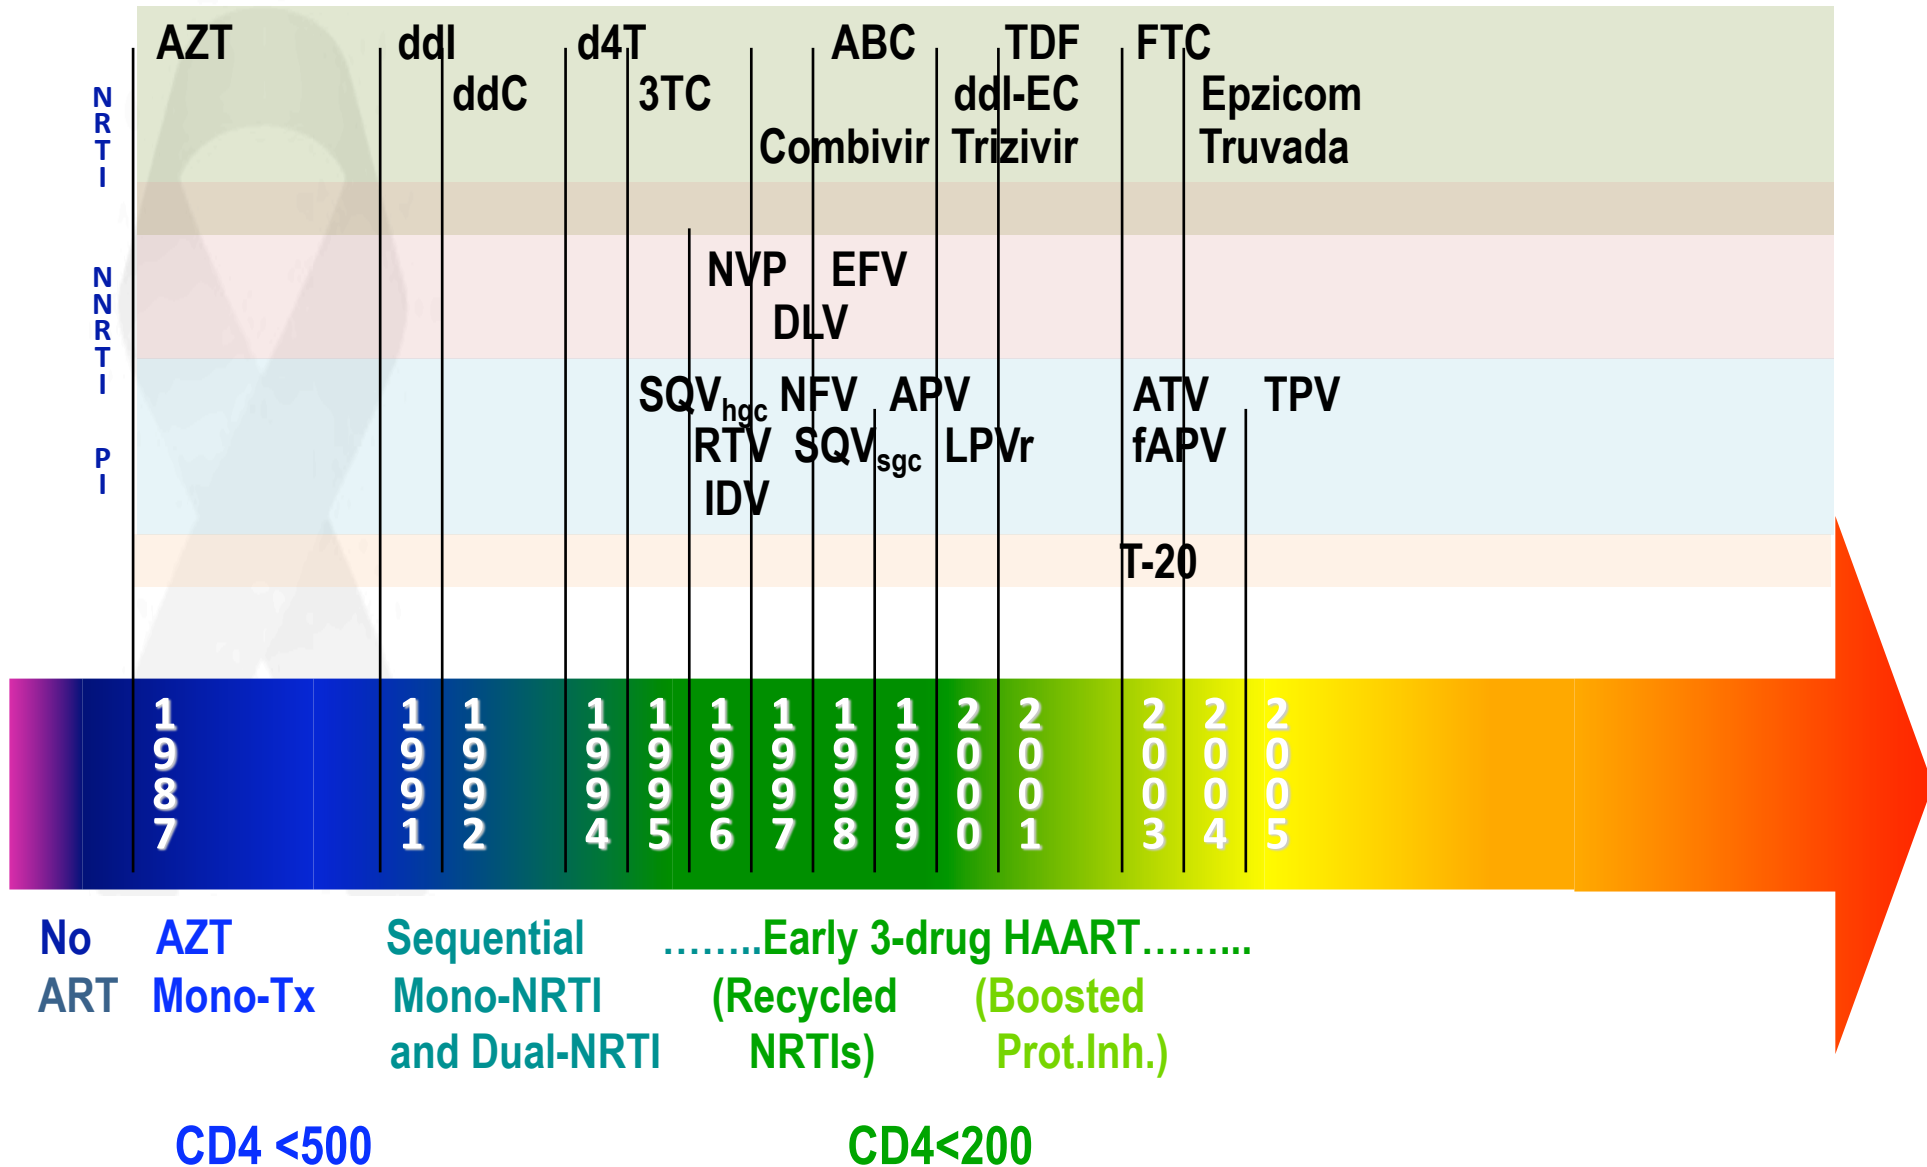 AZT ddI d4T ABC TDF FTC
ddC 3TC ddI-EC Epzicom
Combivir Trizivir Truvada
NRTI
NVP EFV
DLV
NNRTI
SQVhgc NFV APV ATV TPV
RTV SQVsgc LPVr fAPV
IDV
PI
T-20
1987 1991 1992 1994 1995 1996 1997 1998 1999 2000 2001 2003 2004 2005
No AZT Sequential ……..Early 3-drug HAART……...
ART Mono-Tx Mono-NRTI (Recycled (Boosted
and Dual-NRTI NRTIs) Prot.Inh.)
CD4 <500 CD4<200